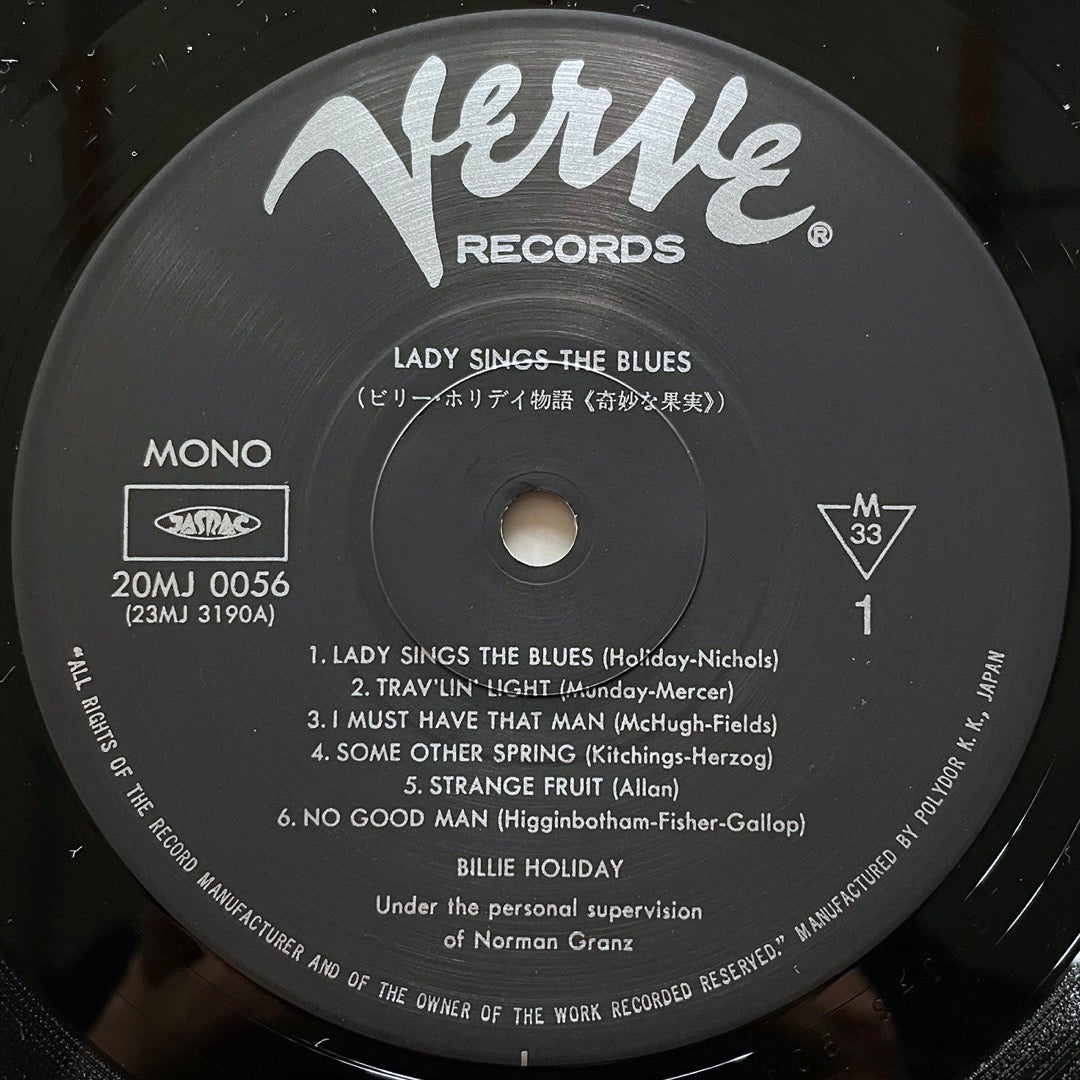 Verve®
RECORDS
LADY SINGS THE BLUES
(ビリー・ホリデイ物語《奇妙な果実》)
MONO
JASRAC
20MJ 0056
(23MJ 3190A)
M
33
1
1. LADY SINGS THE BLUES (Holiday-Nichols)
2. TRAV'LIN' LIGHT (Munday-Mercer)
3. I MUST HAVE THAT MAN (McHugh-Fields)
4. SOME OTHER SPRING (Kitchings-Herzog)
5. STRANGE FRUIT (Allan)
6. NO GOOD MAN (Higginbotham-Fisher-Gallop)
BILLIE HOLIDAY
Under the personal supervision
of Norman Granz
"ALL RIGHTS OF THE RECORD MANUFACTURER AND OF THE OWNER OF THE WORK RECORDED RESERVED." MANUFACTURED BY POLYDOR K. K., JAPAN